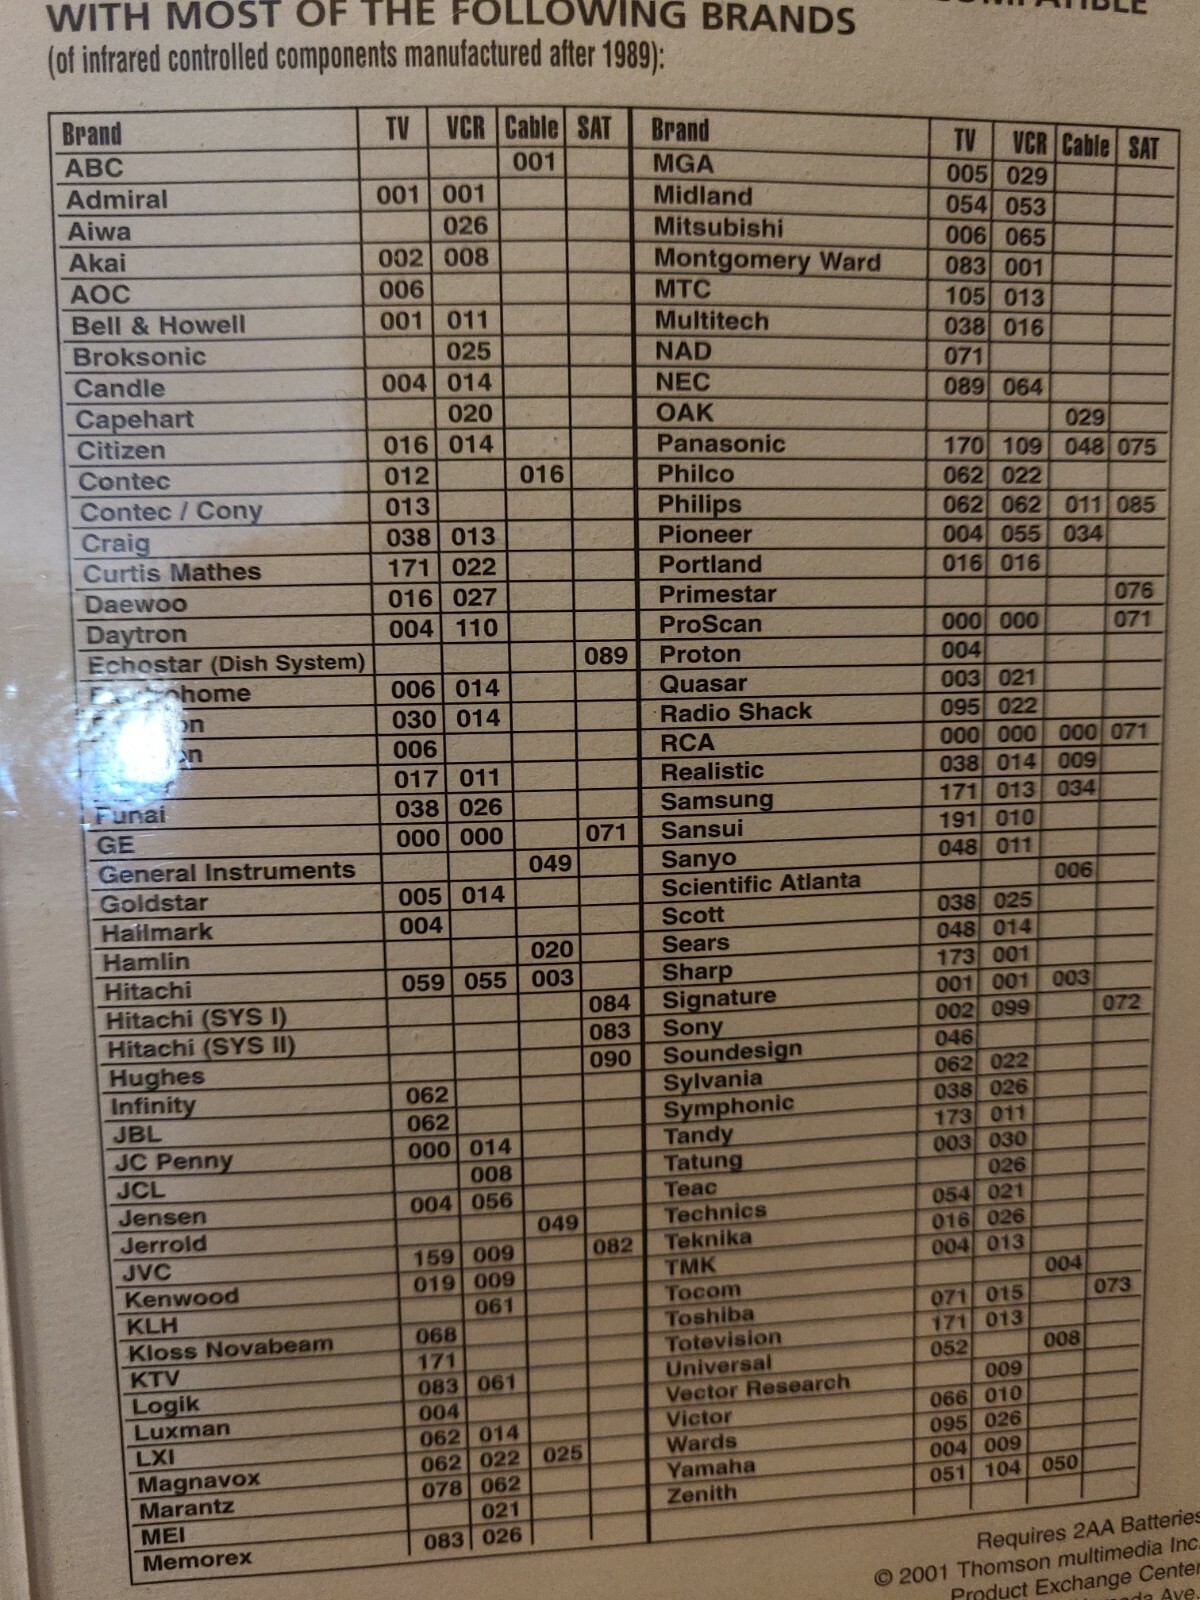 WITH MOST OF THE FOLLOWING BRANDS
(of infrared controlled components manufactured after 1989):
Brand TV VCR Cable SAT
ABC 001
Admiral 001 001
Aiwa 026
Akai 002 008
AOC 006
Bell & Howell 001 011
Broksonic 025
Candle 004 014
Capehart 020
Citizen 016 014
Contec 012 016
Contec / Cony 013
Craig 038 013
Curtis Mathes 171 022
Daewoo 016 027
Daytron 004 110
Echostar (Dish System) 089
006 014
030 014
006
017 011
Funai 038 026
GE 000 000 071
General Instruments 049
Goldstar 005 014
Hallmark 004
Hamlin 020
Hitachi 059 055 003
Hitachi (SYS I) 084
Hitachi (SYS II) 083
Hughes 090
Infinity 062
JBL 062
JC Penny 000 014
JCL 008
Jensen 004 056
Jerrold 049
JVC 159 009 082
Kenwood 019 009
KLH 061
Kloss Novabeam 068
KTV 171
Logik 083 061
Luxman 004
LXI 062 014
Magnavox 062 022 025
Marantz 078 062
MEI 021
Memorex 083 026
Brand TV VCR Cable SAT
MGA 005 029
Midland 054 053
Mitsubishi 006 065
Montgomery Ward 083 001
MTC 105 013
Multitech 038 016
NAD 071
NEC 089 064
OAK 029
Panasonic 170 109 048 075
Philco 062 022
Philips 062 062 011 085
Pioneer 004 055 034
Portland 016 016
Primestar 076
ProScan 000 000 071
Proton 004
Quasar 003 021
Radio Shack 095 022
RCA 000 000 000 071
Realistic 038 014 009
Samsung 171 013 034
Sansui 191 010
Sanyo 048 011
Scientific Atlanta 006
Scott 038 025
Sears 048 014
Sharp 173 001
Signature 001 001 003
Sony 002 099 072
Soundesign 046
Sylvania 062 022
Symphonic 038 026
Tandy 173 011
Tatung 003 030
Teac 026
Technics 054 021
Teknika 016 026
TMK 004 013
Tocom 004
Toshiba 071 015 073
Totevision 171 013
Universal 052 008
Vector Research 009
Victor 066 010
Wards 095 026
Yamaha 004 009
Zenith 051 104 050
Requires 2AA Batteries
© 2001 Thomson multimedia Inc.
Product Exchange Center